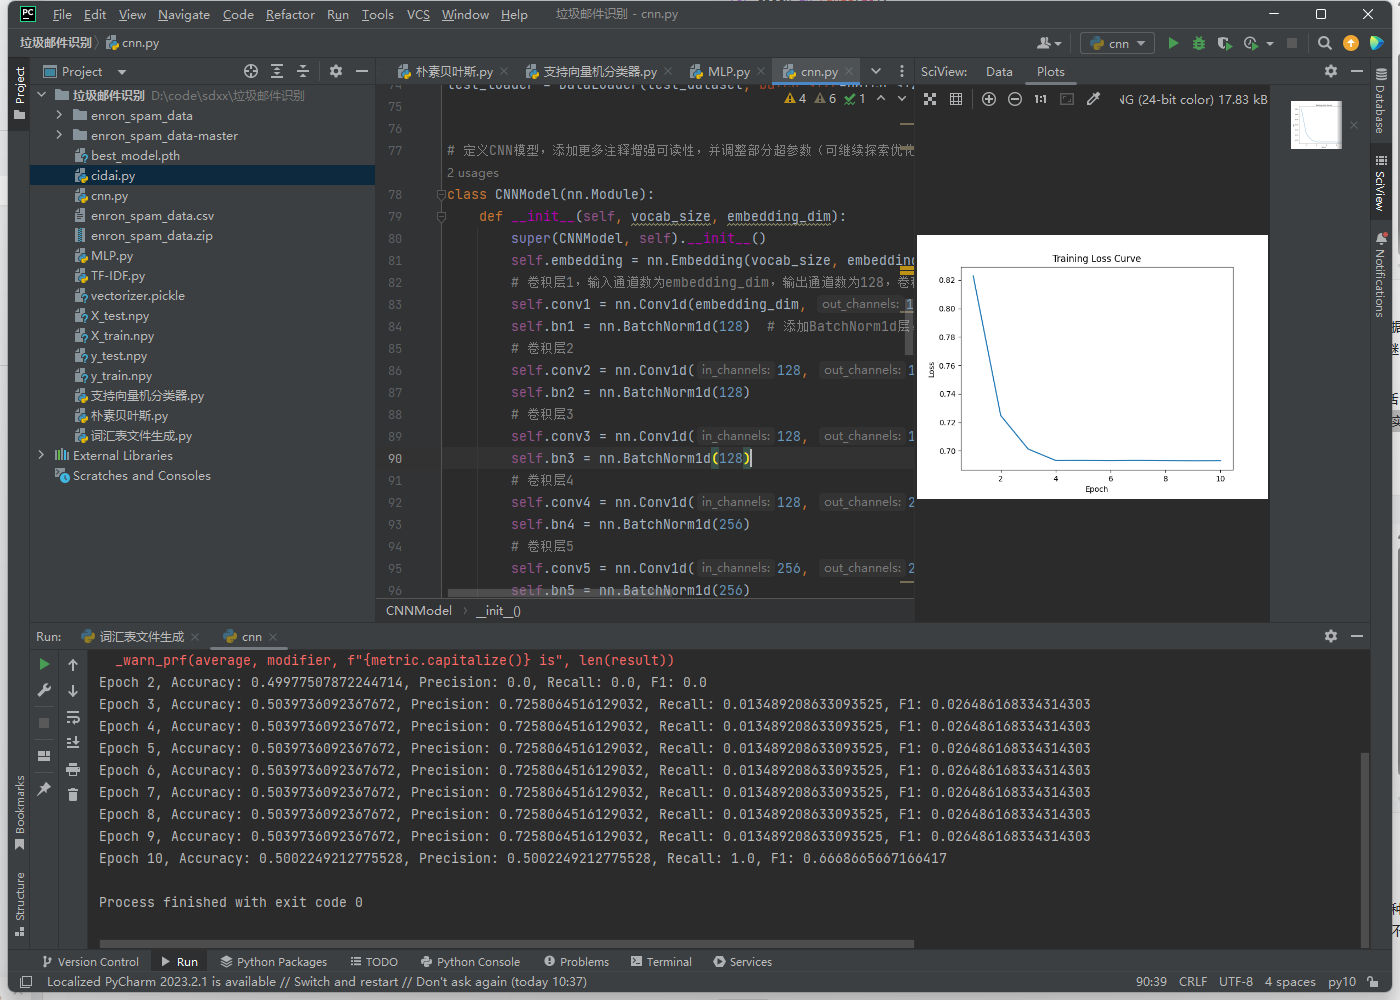 PC File Edit View Navigate Code Refactor Run Tools VCS Window Help 垃圾邮件识别 - cnn.py
垃圾邮件识别 cnn.py
cnn
Project
垃圾邮件识别 D:\code\sdxx\垃圾邮件识别
enron_spam_data
enron_spam_data-master
best_model.pth
cidai.py
cnn.py
enron_spam_data.csv
enron_spam_data.zip
MLP.py
TF-IDF.py
vectorizer.pickle
X_test.npy
X_train.npy
y_test.npy
y_train.npy
支持向量机分类器.py
朴素贝叶斯.py
词汇表文件生成.py
External Libraries
Scratches and Consoles
Project
Bookmarks
Structure
朴素贝叶斯.py 支持向量机分类器.py MLP.py cnn.py
4 6 1
75
76
77 # 定义CNN模型，添加更多注释增强可读性，并调整部分超参数（可继续探索优化
2 usages
78 class CNNModel(nn.Module):
79 def __init__(self, vocab_size, embedding_dim):
80 super(CNNModel, self).__init__()
81 self.embedding = nn.Embedding(vocab_size, embedding
82 # 卷积层1，输入通道数为embedding_dim，输出通道数为128，卷积
83 self.conv1 = nn.Conv1d(embedding_dim, out_channels: 1
84 self.bn1 = nn.BatchNorm1d(128) # 添加BatchNorm1d层
85 # 卷积层2
86 self.conv2 = nn.Conv1d( in_channels: 128, out_channels: 1
87 self.bn2 = nn.BatchNorm1d(128)
88 # 卷积层3
89 self.conv3 = nn.Conv1d( in_channels: 128, out_channels: 1
90 self.bn3 = nn.BatchNorm1d(128)
91 # 卷积层4
92 self.conv4 = nn.Conv1d( in_channels: 128, out_channels: 2
93 self.bn4 = nn.BatchNorm1d(256)
94 # 卷积层5
95 self.conv5 = nn.Conv1d( in_channels: 256, out_channels: 2
96 self.bn5 = nn.BatchNorm1d(256)
CNNModel __init__()
SciView: Data Plots
1:1 NG (24-bit color) 17.83 kB
Training Loss Curve
Loss
0.82
0.80
0.78
0.76
0.74
0.72
0.70
2 4 6 8 10
Epoch
Database
SciView
Notifications
Run: 词汇表文件生成 cnn
_warn_prf(average, modifier, f"{metric.capitalize()} is", len(result))
Epoch 2, Accuracy: 0.49977507872244714, Precision: 0.0, Recall: 0.0, F1: 0.0
Epoch 3, Accuracy: 0.5039736092367672, Precision: 0.7258064516129032, Recall: 0.013489208633093525, F1: 0.026486168334314303
Epoch 4, Accuracy: 0.5039736092367672, Precision: 0.7258064516129032, Recall: 0.013489208633093525, F1: 0.026486168334314303
Epoch 5, Accuracy: 0.5039736092367672, Precision: 0.7258064516129032, Recall: 0.013489208633093525, F1: 0.026486168334314303
Epoch 6, Accuracy: 0.5039736092367672, Precision: 0.7258064516129032, Recall: 0.013489208633093525, F1: 0.026486168334314303
Epoch 7, Accuracy: 0.5039736092367672, Precision: 0.7258064516129032, Recall: 0.013489208633093525, F1: 0.026486168334314303
Epoch 8, Accuracy: 0.5039736092367672, Precision: 0.7258064516129032, Recall: 0.013489208633093525, F1: 0.026486168334314303
Epoch 9, Accuracy: 0.5039736092367672, Precision: 0.7258064516129032, Recall: 0.013489208633093525, F1: 0.026486168334314303
Epoch 10, Accuracy: 0.5002249212775528, Precision: 0.5002249212775528, Recall: 1.0, F1: 0.6668665667166417
Process finished with exit code 0
Version Control Run Python Packages TODO Python Console Problems Terminal Services
Localized PyCharm 2023.2.1 is available // Switch and restart // Don't ask again (today 10:37) 90:39 CRLF UTF-8 4 spaces py10